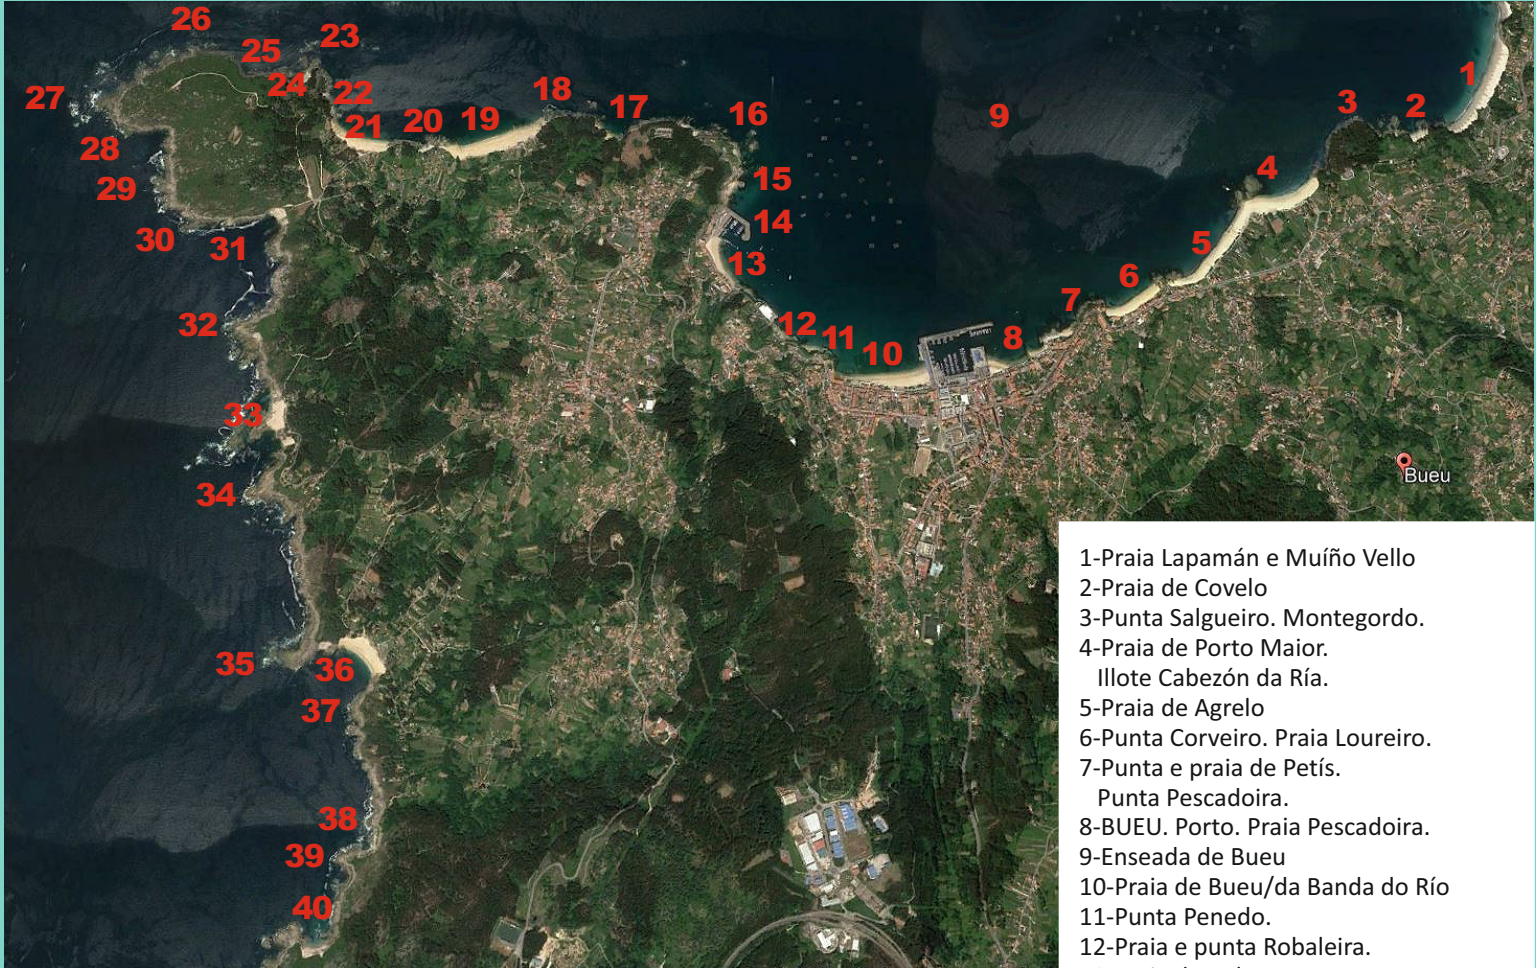 26
23
25
24
27
22
18
17
16
1
3
2
9
21
20
19
28
29
15
4
14
30
31
13
5
6
7
32
12
11
8
10
33
Bueu
34
35
36
37
38
39
40
1-Praia Lapamán e Muíño Vello
2-Praia de Covelo
3-Punta Salgueiro. Montegordo.
4-Praia de Porto Maior.
Illote Cabezón da Ría.
5-Praia de Agrelo
6-Punta Corveiro. Praia Loureiro.
7-Punta e praia de Petís.
Punta Pescadoira.
8-BUEU. Porto. Praia Pescadoira.
9-Enseada de Bueu
10-Praia de Bueu/da Banda do Río
11-Punta Penedo.
12-Praia e punta Robaleira.